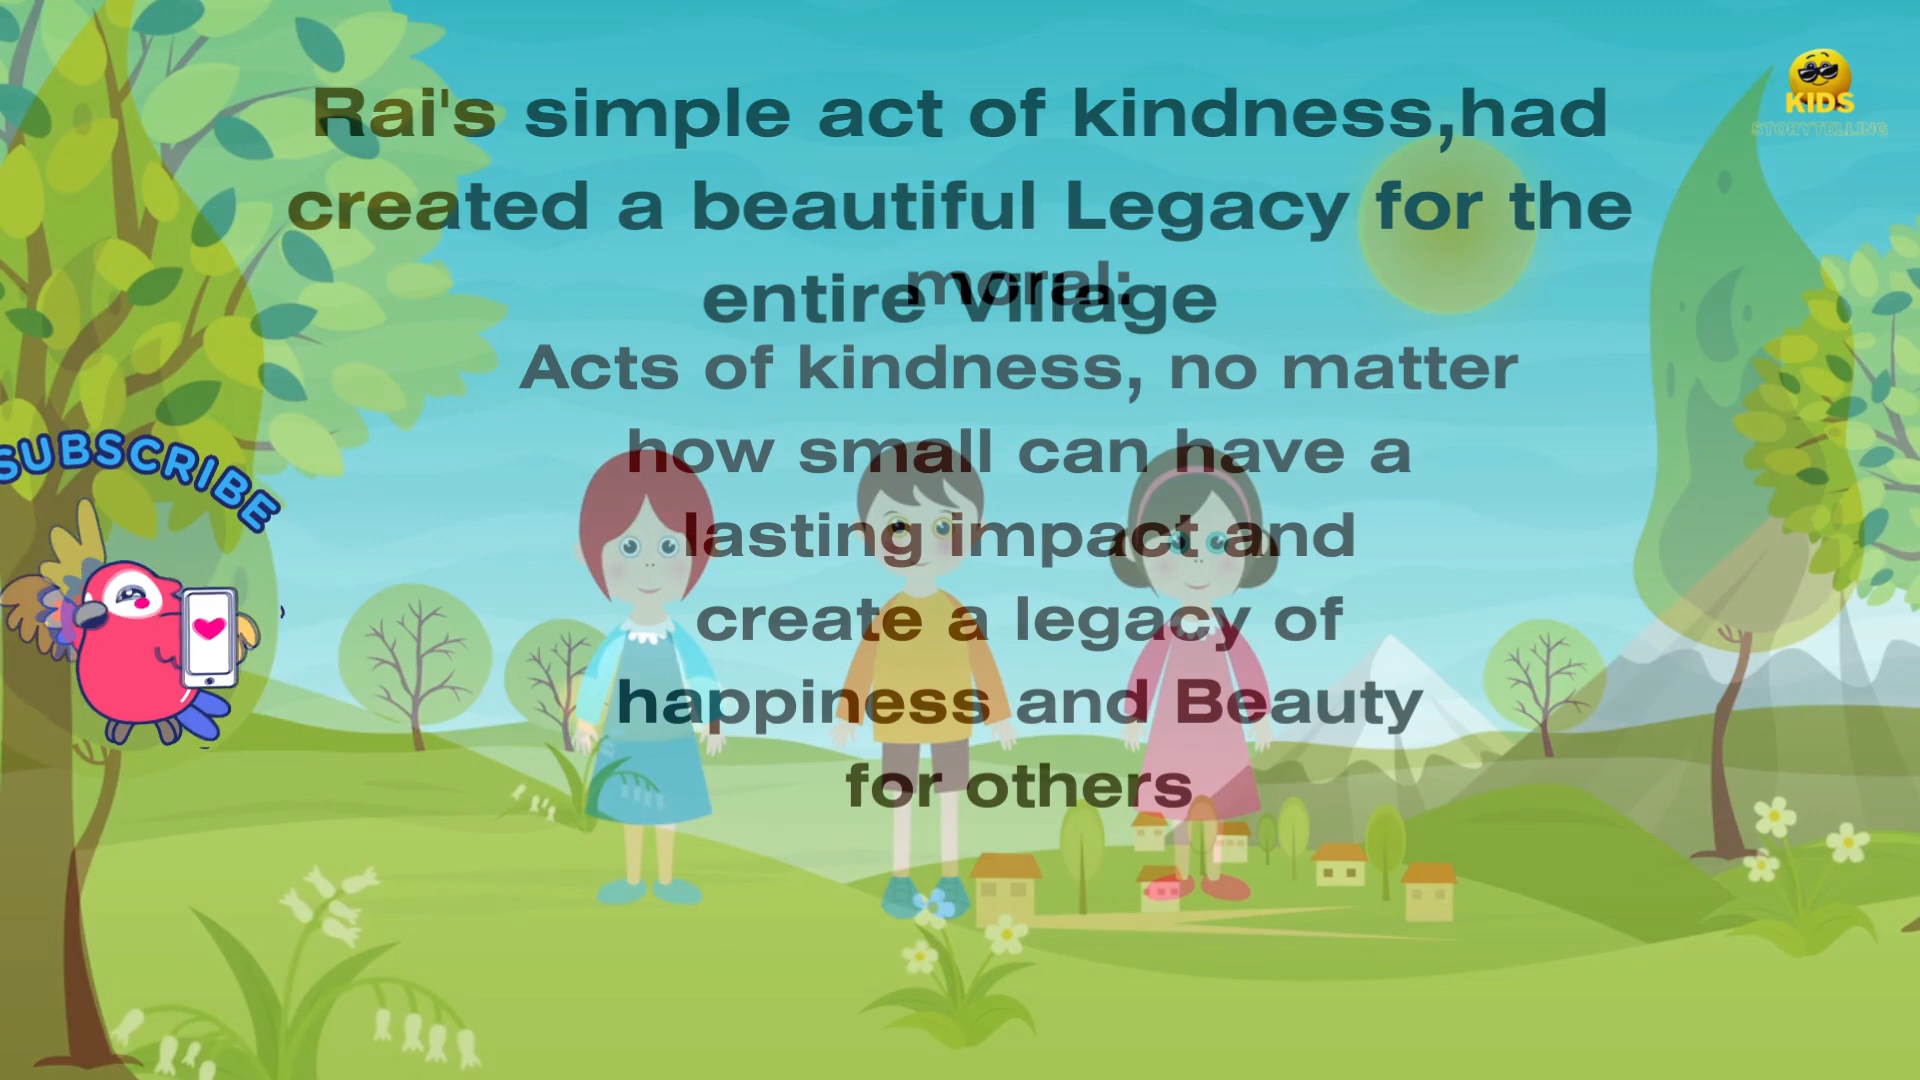 Rai's simple act of kindness,had
created a beautiful Legacy for the
entire Village
moral:
Acts of kindness, no matter
how small can have a
lasting impact and
create a legacy of
happiness and Beauty
for others
KIDS
STORYTELLING
SUBSCRIBE